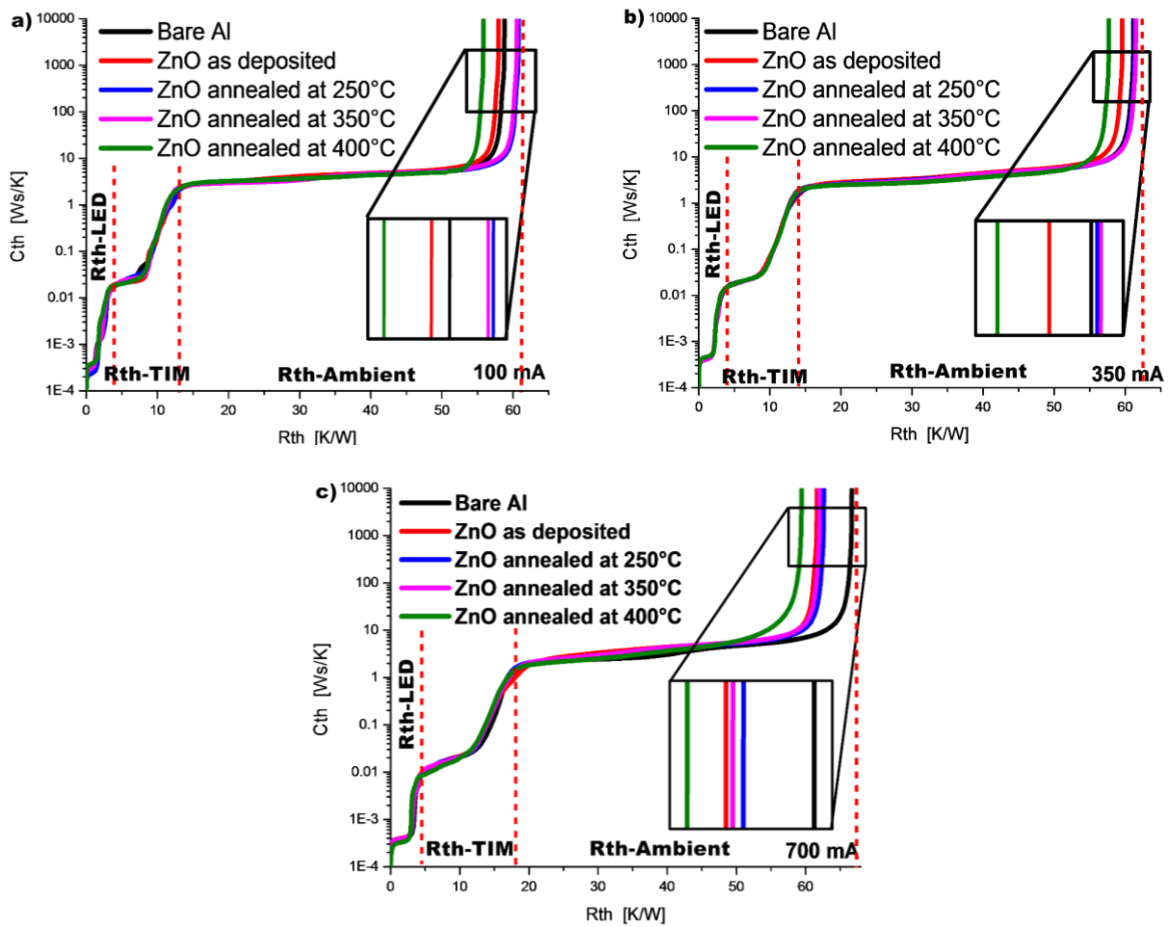 a)
Bare Al
ZnO as deposited
ZnO annealed at 250°C
ZnO annealed at 350°C
ZnO annealed at 400°C
10000
1000
100
10
1
0.1
0.01
1E-3
1E-4
Cth [Ws/K]
Rth-LED
Rth-TIM
Rth-Ambient
100 mA
0 10 20 30 40 50 60
Rth [K/W]
b)
Bare Al
ZnO as deposited
ZnO annealed at 250°C
ZnO annealed at 350°C
ZnO annealed at 400°C
10000
1000
100
10
1
0.1
0.01
1E-3
1E-4
Cth [Ws/K]
Rth-LED
Rth-TIM
Rth-Ambient
350 mA
0 10 20 30 40 50 60
Rth [K/W]
c)
Bare Al
ZnO as deposited
ZnO annealed at 250°C
ZnO annealed at 350°C
ZnO annealed at 400°C
10000
1000
100
10
1
0.1
0.01
1E-3
1E-4
Cth [Ws/K]
Rth-LED
Rth-TIM
Rth-Ambient
700 mA
0 10 20 30 40 50 60
Rth [K/W]